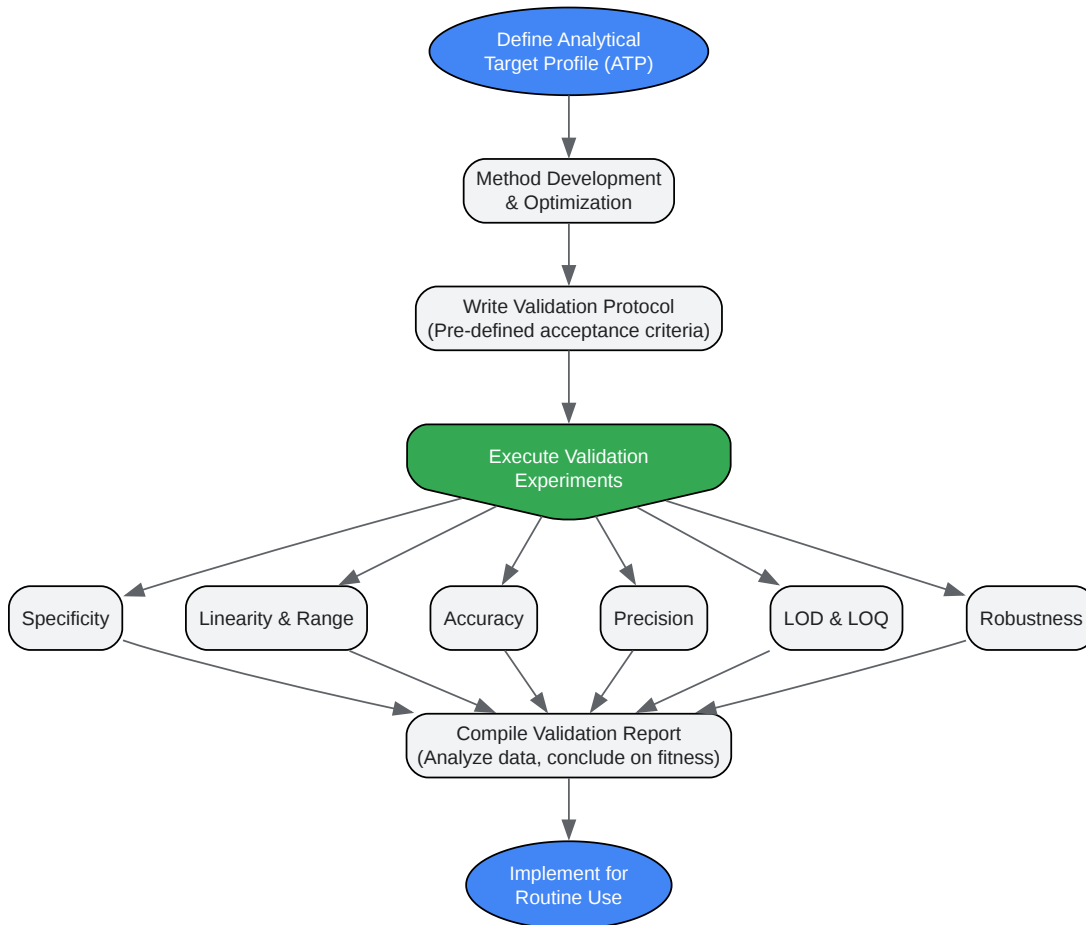 Define Analytical
Target Profile (ATP)
Method Development
& Optimization
Write Validation Protocol
(Pre-defined acceptance criteria)
Execute Validation
Experiments
Specificity
Linearity & Range
Accuracy
Precision
LOD & LOQ
Robustness
Compile Validation Report
(Analyze data, conclude on fitness)
Implement for
Routine Use